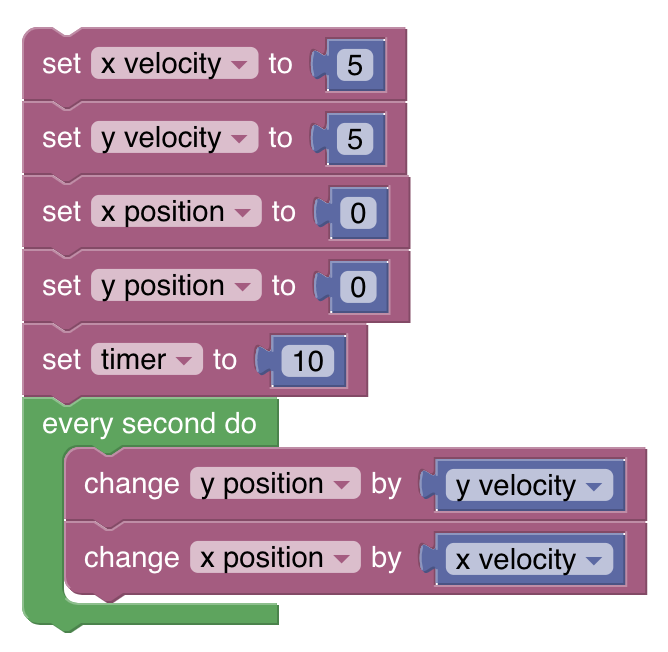 set x velocity to 5
set y velocity to 5
set x position to 0
set y position to 0
set timer to 10
every second do
change y position by y velocity
change x position by x velocity